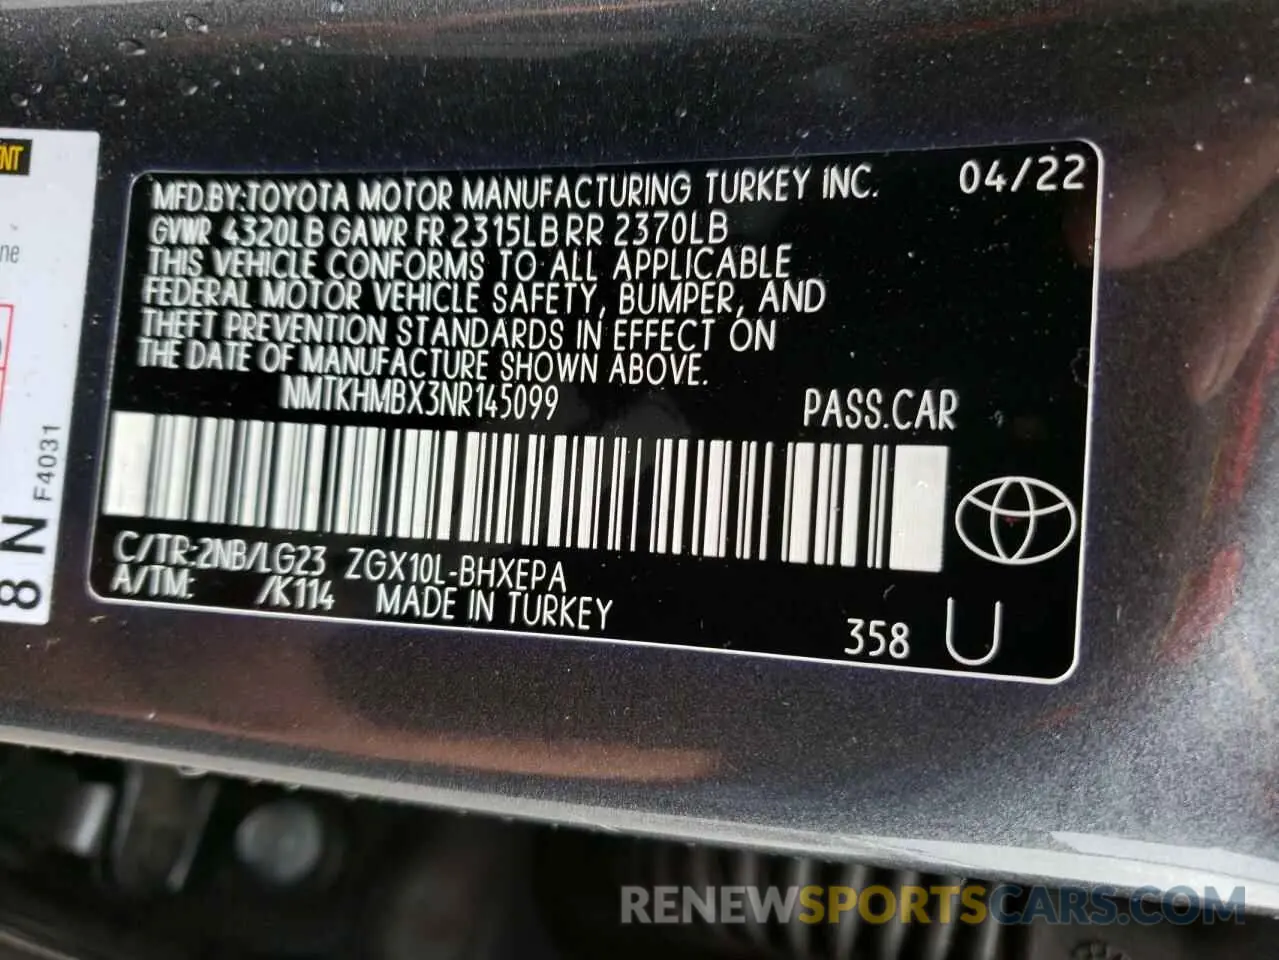 MFD.BY:TOYOTA MOTOR MANUFACTURING TURKEY INC. 04/22
GVWR 4320LB GAWR FR 2315LB RR 2370LB
THIS VEHICLE CONFORMS TO ALL APPLICABLE
FEDERAL MOTOR VEHICLE SAFETY, BUMPER, AND
THEFT PREVENTION STANDARDS IN EFFECT ON
THE DATE OF MANUFACTURE SHOWN ABOVE.
NMTKHMBX3NR145099 PASS.CAR
C/TR:2NB/LG23 ZGX10L-BHXEPA
A/TM: /K114 MADE IN TURKEY
358 U
F4031
8 N
RENEWSPORTSCARS.COM